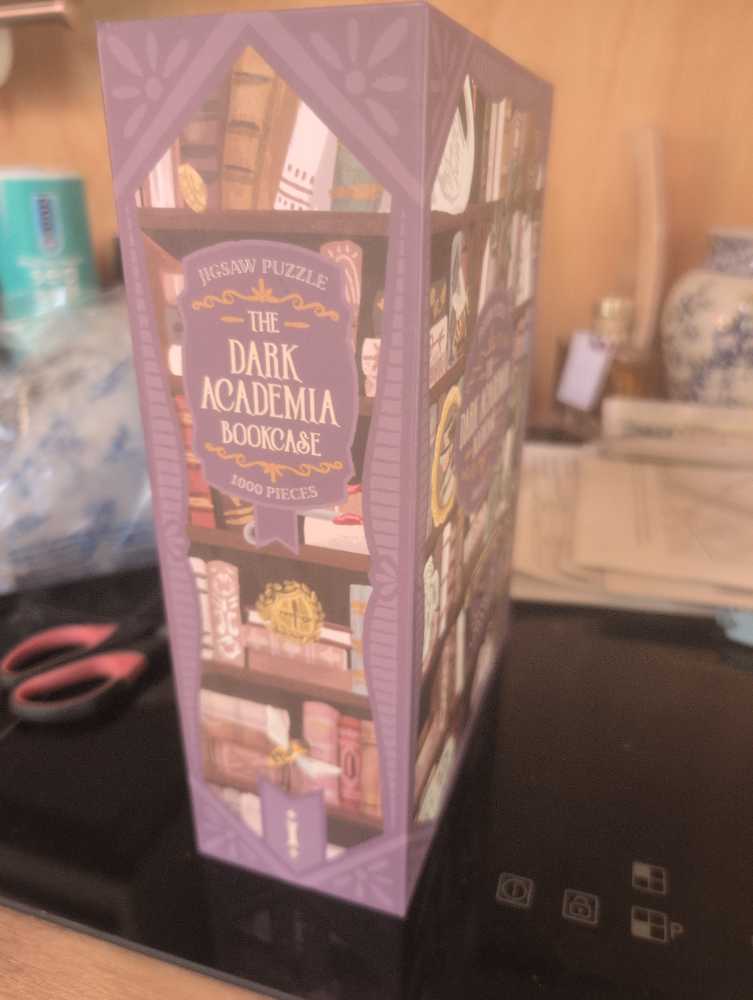 JIGSAW PUZZLE
THE
DARK
ACADEMIA
BOOKCASE
1000 PIECES
P